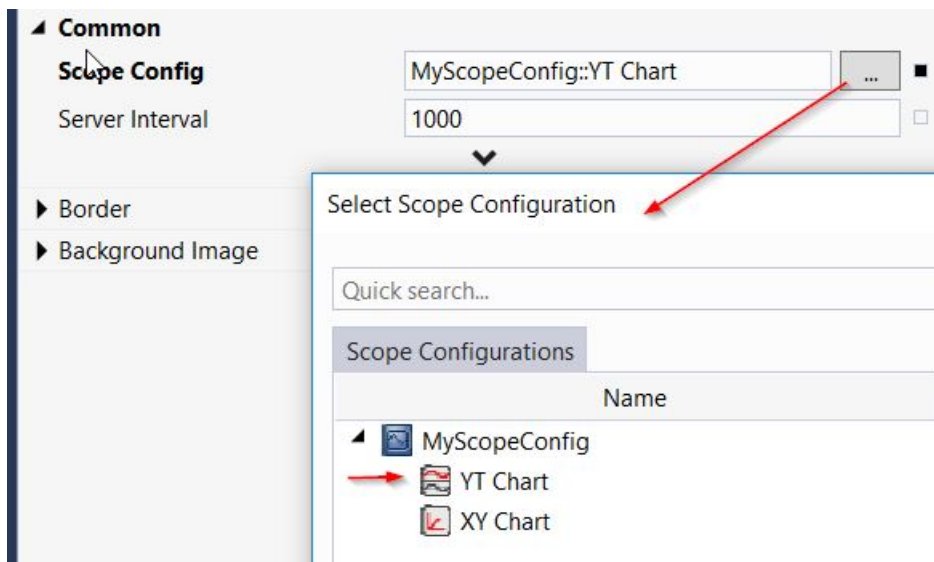 Common
Scope Config MyScopeConfig::YT Chart ...
Server Interval 1000
Border
Background Image
Select Scope Configuration
Quick search...
Scope Configurations
Name
MyScopeConfig
YT Chart
XY Chart